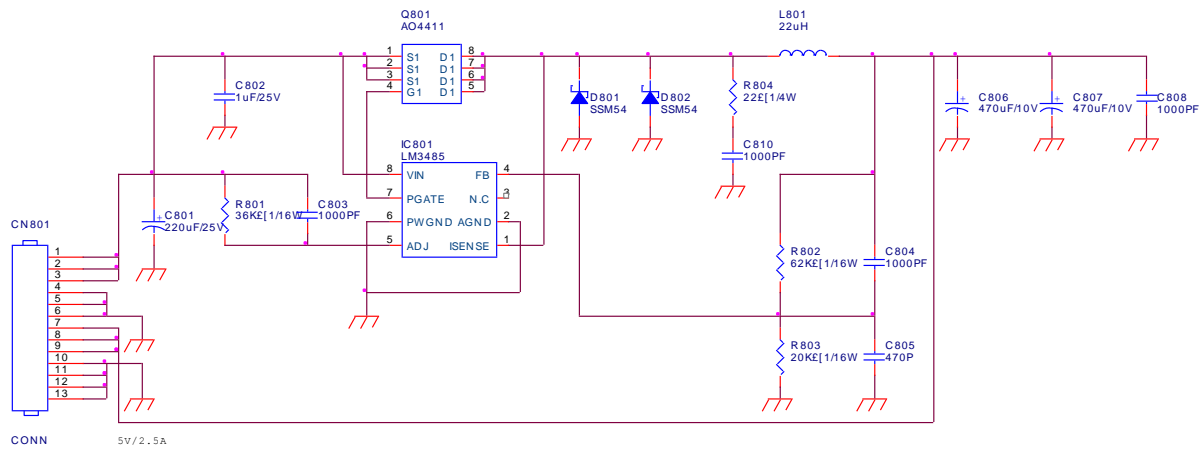 Q801
AO4411
L801
22uH
1 S1 D1 8
2 S1 D1 7
3 S1 D1 6
4 G1 D1 5
C802
1uF/25V
D801
SSM54
D802
SSM54
R804
22£[1/4W
C806
470uF/10V
C807
470uF/10V
C808
1000PF
IC801
LM3485
C810
1000PF
8 VIN FB 4
7 PGATE N.C 3
6 PWGND AGND 2
5 ADJ ISENSE 1
R801
36K£[1/16W
C803
1000PF
C801
220uF/25V
CN801
R802
62K£[1/16W
C804
1000PF
1
2
3
4
5
6
7
8
9
10
11
12
13
R803
20K£[1/16W
C805
470P
CONN
5V/2.5A